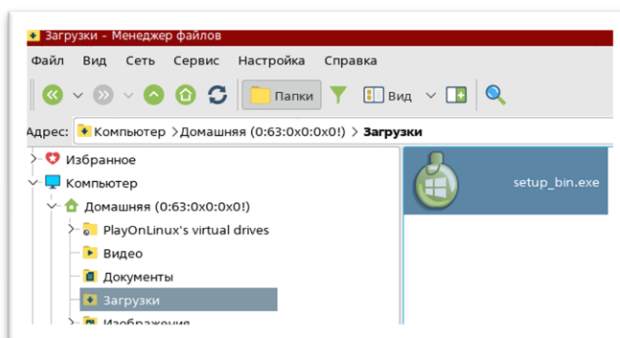 Загрузки – Менеджер файлов
Файл Вид Сеть Сервис Настройка Справка
Папки Вид
Адрес: Компьютер > Домашняя (0:63:0x0:0x0!) > Загрузки
Избранное
Компьютер
Домашняя (0:63:0x0:0x0!)
PlayOnLinux's virtual drives
Видео
Документы
Загрузки
Изображения
setup_bin.exe